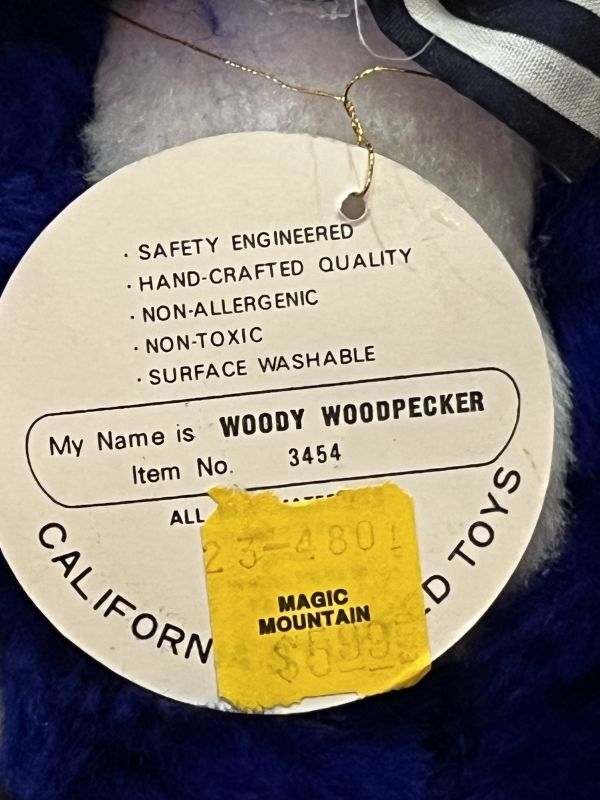 · SAFETY ENGINEERED
· HAND-CRAFTED QUALITY
· NON-ALLERGENIC
· NON-TOXIC
· SURFACE WASHABLE
My Name is WOODY WOODPECKER
Item No. 3454
ALL
23-4801
MAGIC
MOUNTAIN
CALIFORN
ED TOYS